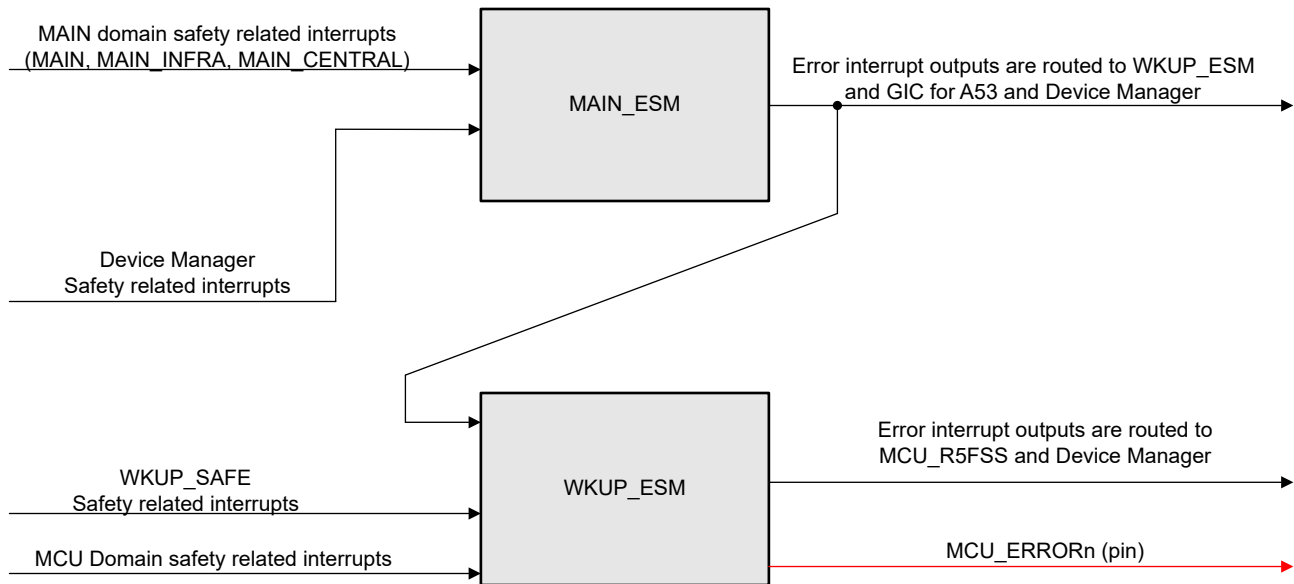 MAIN domain safety related interrupts
(MAIN, MAIN_INFRA, MAIN_CENTRAL)
MAIN_ESM
Error interrupt outputs are routed to WKUP_ESM
and GIC for A53 and Device Manager
Device Manager
Safety related interrupts
WKUP_SAFE
Safety related interrupts
MCU Domain safety related interrupts
WKUP_ESM
Error interrupt outputs are routed to
MCU_R5FSS and Device Manager
MCU_ERRORn (pin)